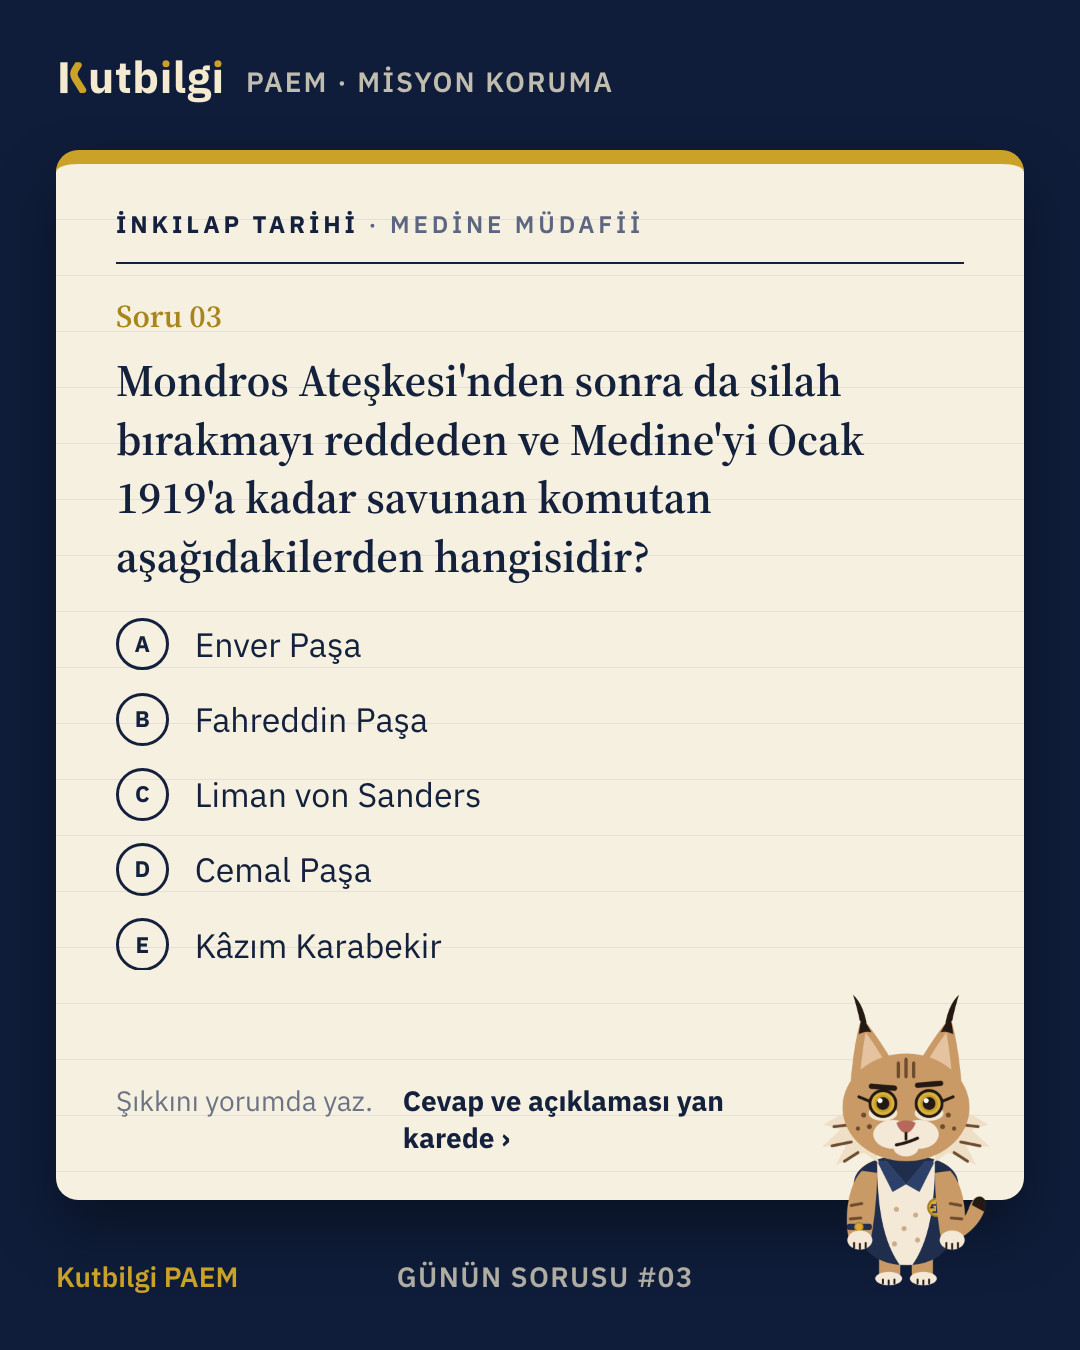 Kutbilgi PAEM · MİSYON KORUMA
İNKILAP TARİHİ · MEDİNE MÜDAFİİ
Soru 03
Mondros Ateşkesi'nden sonra da silah
bırakmayı reddeden ve Medine'yi Ocak
1919'a kadar savunan komutan
aşağıdakilerden hangisidir?
A Enver Paşa
B Fahreddin Paşa
C Liman von Sanders
D Cemal Paşa
E Kâzım Karabekir
Şıkkını yorumda yaz. Cevap ve açıklaması yan
karede ›
Kutbilgi PAEM GÜNÜN SORUSU #03